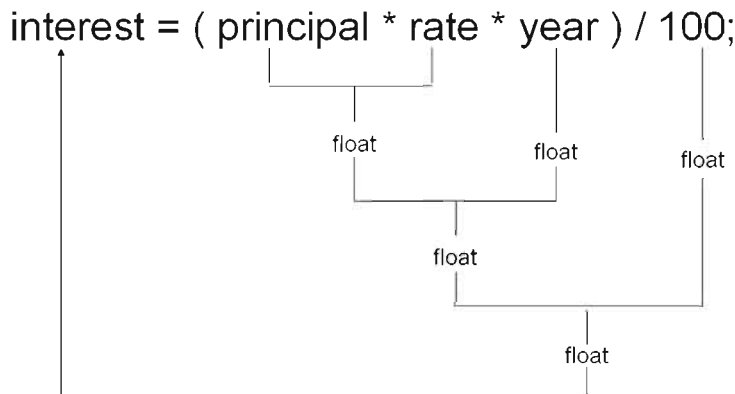 interest = ( principal * rate * year ) / 100;
float
float
float
float
float